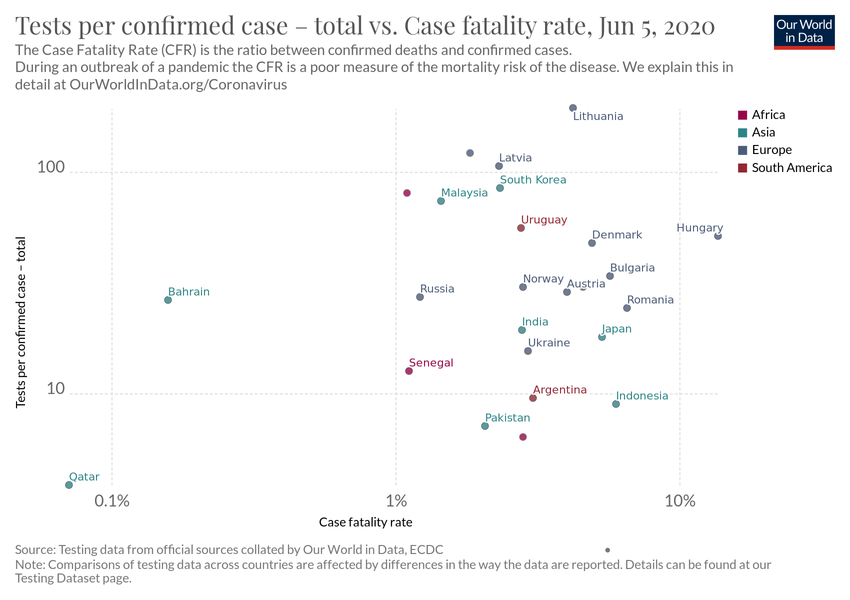 Tests per confirmed case – total vs. Case fatality rate, Jun 5, 2020
Our World
in Data
The Case Fatality Rate (CFR) is the ratio between confirmed deaths and confirmed cases.
During an outbreak of a pandemic the CFR is a poor measure of the mortality risk of the disease. We explain this in
detail at OurWorldInData.org/Coronavirus
Africa
Asia
Europe
South America
Lithuania
Latvia
100
South Korea
Malaysia
Uruguay
Hungary
Denmark
Bulgaria
Norway
Austria
Russia
Bahrain
Romania
India
Japan
Ukraine
Senegal
10
Argentina
Indonesia
Pakistan
Qatar
Tests per confirmed case – total
0.1%
1%
10%
Case fatality rate
Source: Testing data from official sources collated by Our World in Data, ECDC
Note: Comparisons of testing data across countries are affected by differences in the way the data are reported. Details can be found at our
Testing Dataset page.